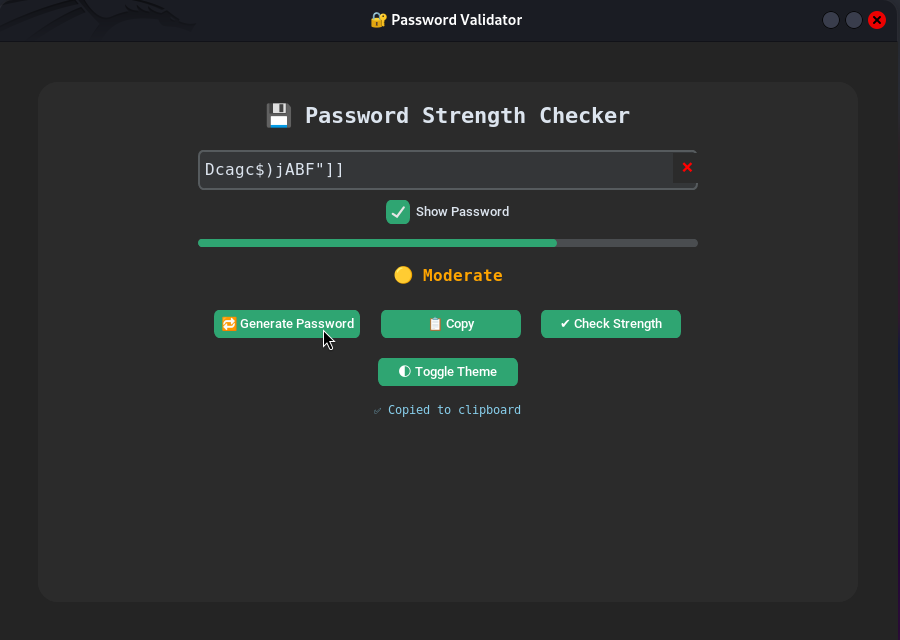 🔐 Password Validator
💾 Password Strength Checker
Dcagc$)jABF"]]
Show Password
🟡 Moderate
🔁 Generate Password
📋 Copy
✔ Check Strength
🌓 Toggle Theme
✅ Copied to clipboard